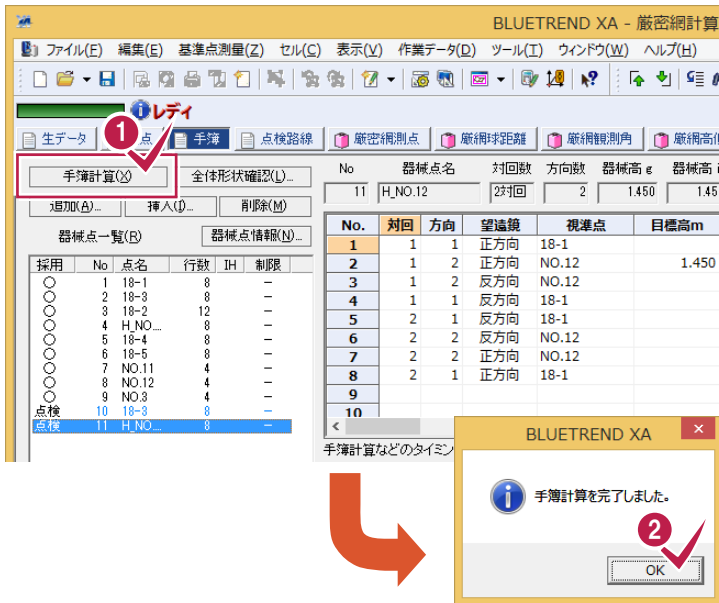 BLUETREND XA - 厳密網計算
ファイル(F) 編集(E) 基準点測量(Z) セル(C) 表示(V) 作業データ(D) ツール(T) ウィンドウ(W) ヘルプ(H)
レディ
生データ 点 手簿 点検路線 厳密網測点 厳網球距離 厳網観測角 厳網高低
1
手簿計算(X) 全体形状確認(L)...
追加(A)... 挿入(J)... 削除(M)
器械点一覧(R) 器械点情報(N)...
No 器械点名 対回数 方向数 器械高 g 器械高 i
11 H_NO.12 2対回 2 1.450 1.45
採用 No 点名 行数 IH 制限
○ 1 18-1 8 −
○ 2 18-3 8 −
○ 3 18-2 12 −
○ 4 H_NO.... 8 −
○ 5 18-4 8 −
○ 6 18-5 8 −
○ 7 NO.11 4 −
○ 8 NO.12 4 −
○ 9 NO.3 4 −
点検 10 18-3 8 −
点検 11 H_NO.... 8 −
No. 対回 方向 望遠鏡 視準点 目標高m
1 1 1 正方向 18-1
2 1 2 正方向 NO.12 1.450
3 1 2 反方向 NO.12
4 1 1 反方向 18-1
5 2 1 反方向 18-1
6 2 2 反方向 NO.12
7 2 2 正方向 NO.12
8 2 1 正方向 18-1
9
10
手簿計算などのタイミン
BLUETREND XA
手簿計算を完了しました。
2
OK